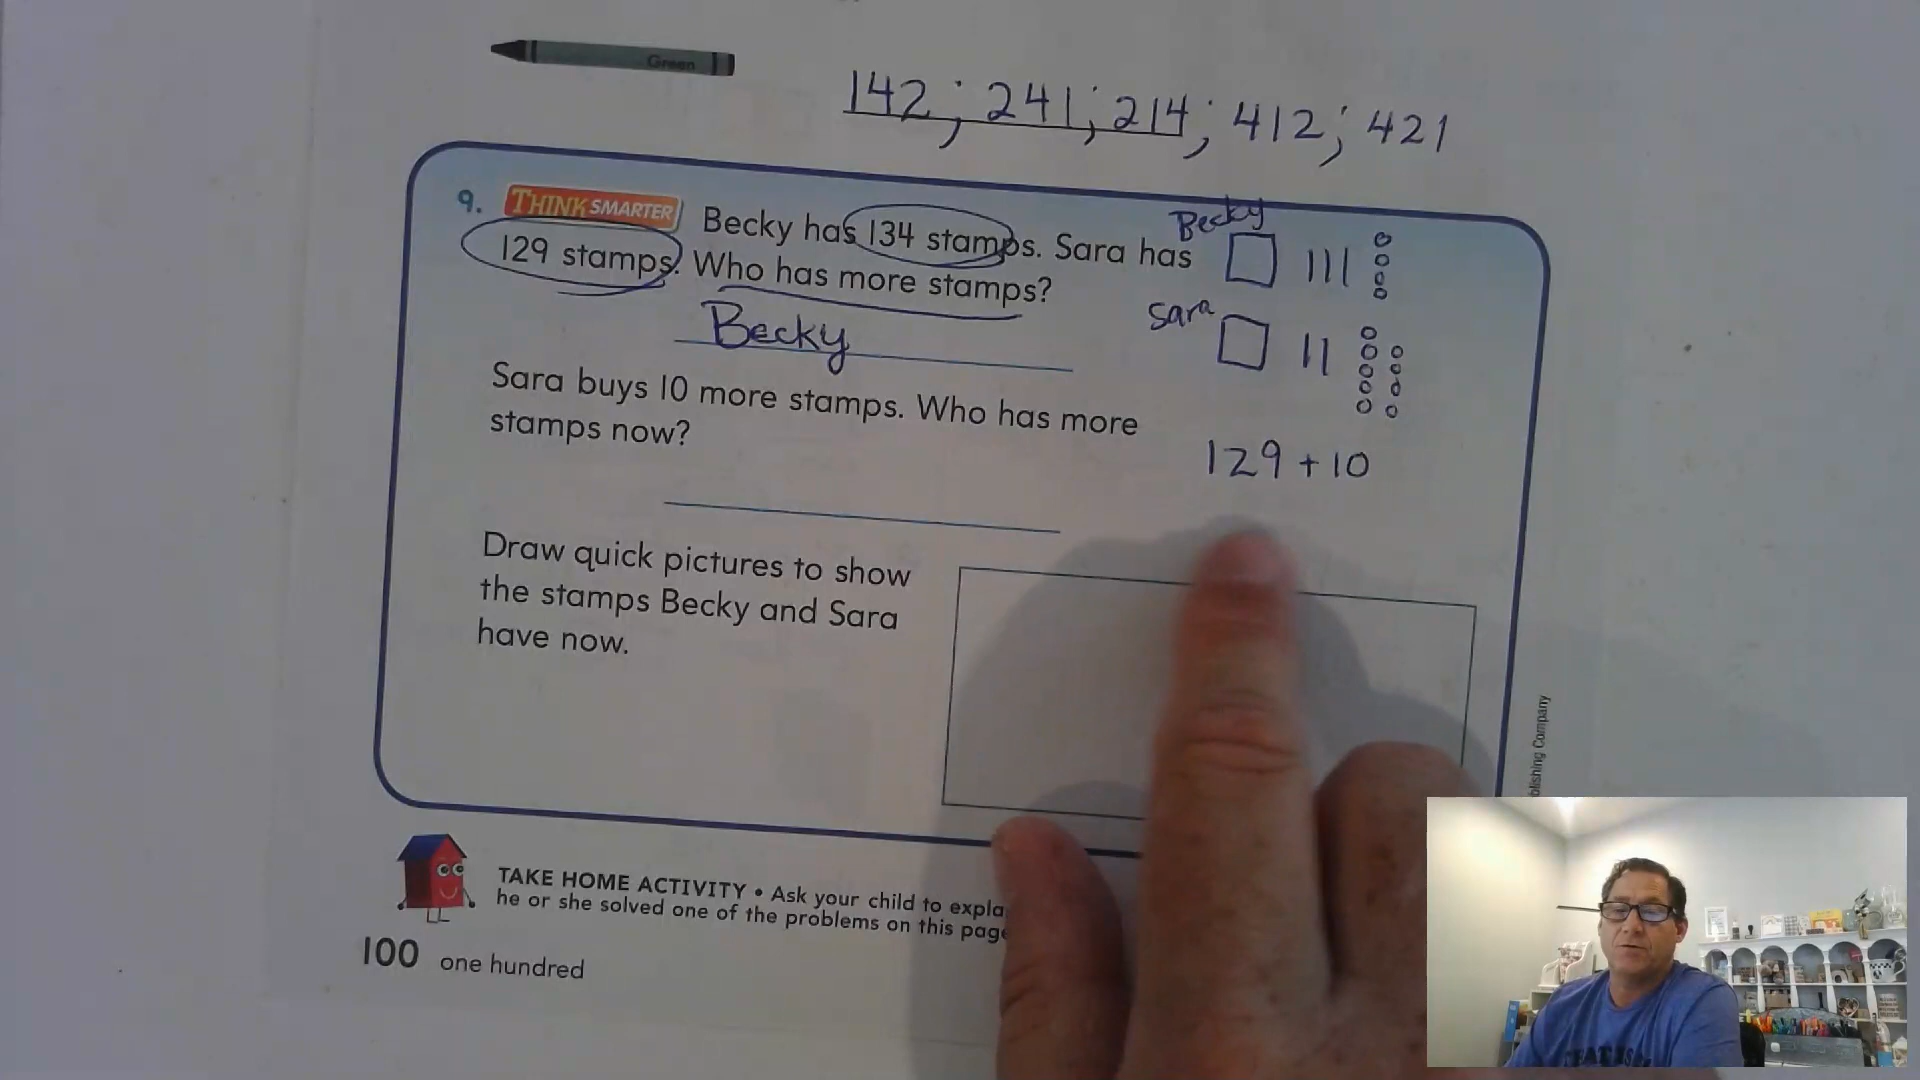 Green
142; 241; 214; 412; 421
9. THINK SMARTER Becky has 134 stamps. Sara has
129 stamps. Who has more stamps?
Becky
Becky
Sara
Sara buys 10 more stamps. Who has more
stamps now?
129 + 10
Draw quick pictures to show
the stamps Becky and Sara
have now.
blishing Company
TAKE HOME ACTIVITY • Ask your child to expla
he or she solved one of the problems on this page
100 one hundred